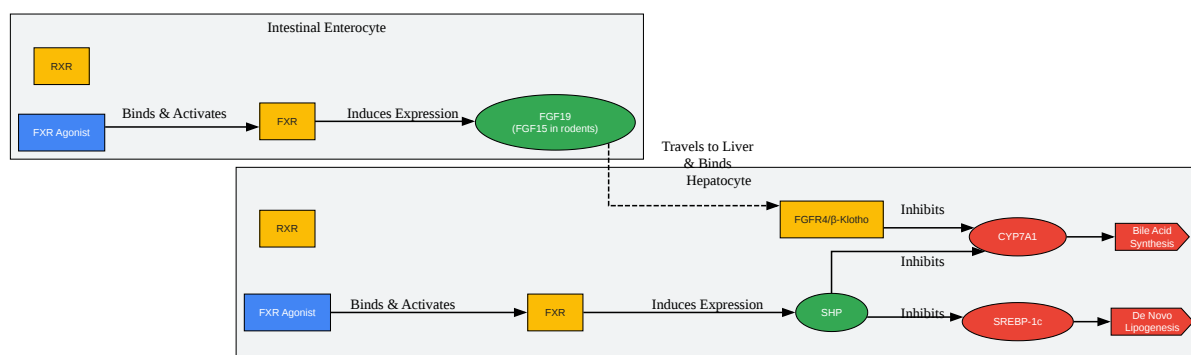 Intestinal Enterocyte
RXR
FXR Agonist
Binds & Activates
FXR
Induces Expression
FGF19
(FGF15 in rodents)
Travels to Liver
& Binds
Hepatocyte
RXR
FGFR4/β-Klotho
Inhibits
CYP7A1
Bile Acid
Synthesis
Inhibits
FXR Agonist
Binds & Activates
FXR
Induces Expression
SHP
Inhibits
SREBP-1c
De Novo
Lipogenesis